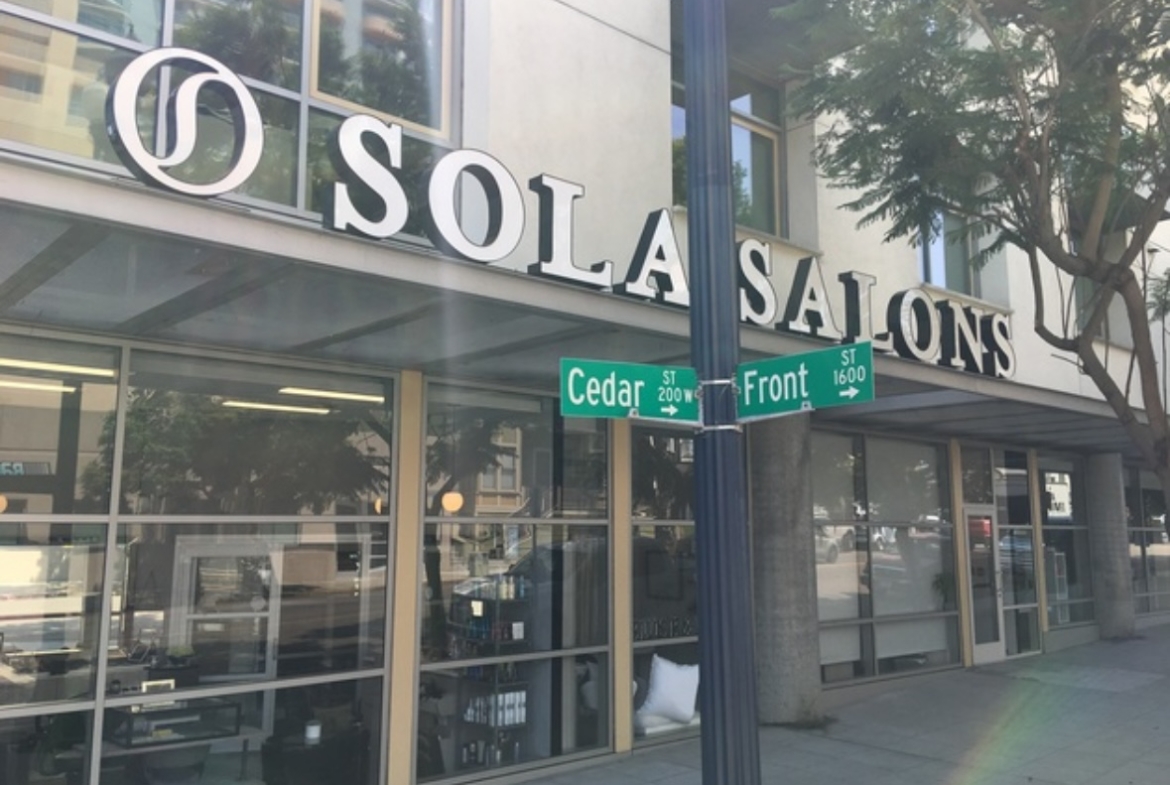 SOLA SALONS
Cedar ST
200 W
Front ST
1600